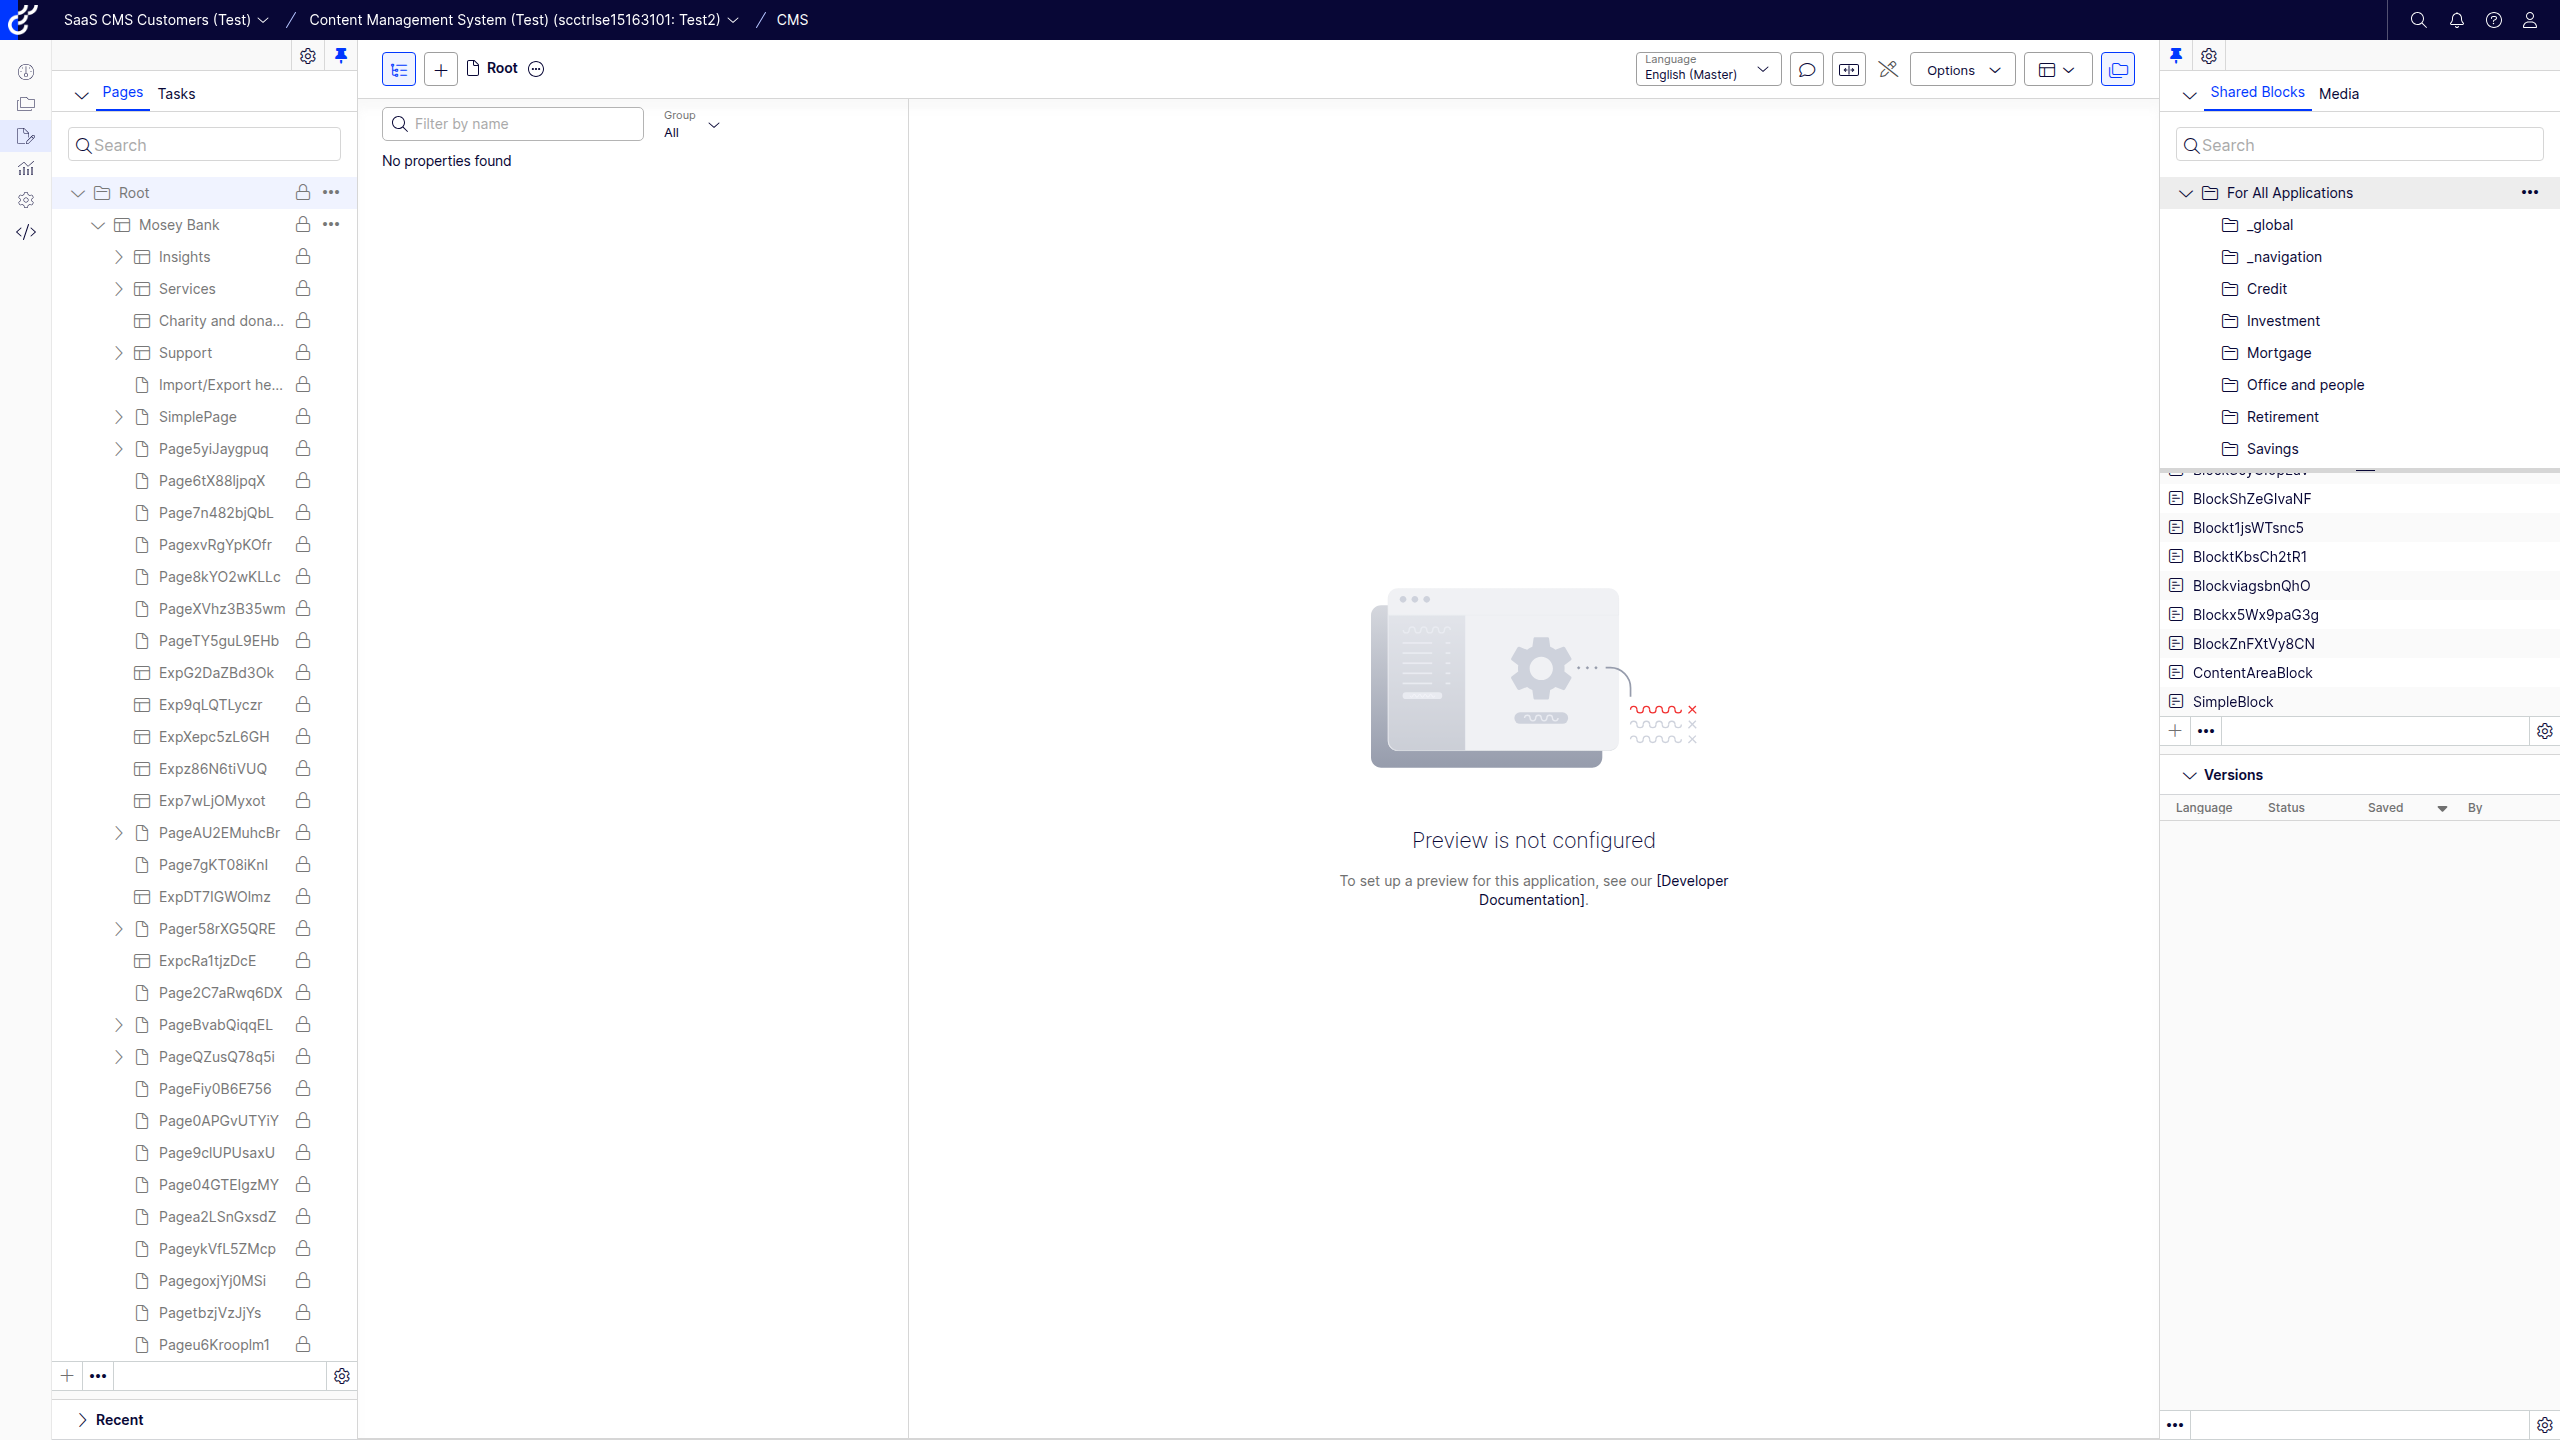 SaaS CMS Customers (Test) / Content Management System (Test) (scctrlse15163101: Test2) / CMS
Pages Tasks
Search
Root
Mosey Bank
Insights
Services
Charity and dona...
Support
Import/Export he...
SimplePage
Page5yiJaygpuq
Page6tX88ljpqX
Page7n482bjQbL
PagexvRgYpKOfr
Page8kYO2wKLLc
PageXVhz3B35wm
PageTY5guL9EHb
ExpG2DaZBd3Ok
Exp9qLQTLyczr
ExpXepc5zL6GH
Expz86N6tiVUQ
Exp7wLjOMyxot
PageAU2EMuhcBr
Page7gKT08iKnI
ExpDT7IGWOlmz
Pager58rXG5QRE
ExpcRa1tjzDcE
Page2C7aRwq6DX
PageBvabQiqqEL
PageQZusQ78q5i
PageFiy0B6E756
Page0APGvUTYiY
Page9clUPUsaxU
Page04GTEIgzMY
Pagea2LSnGxsdZ
PageykVfL5ZMcp
PagegoxjYj0MSi
PagetbzjVzJjYs
Pageu6Krooplm1
Recent
Root
Language
English (Master)
Options
Filter by name
Group
All
No properties found
Preview is not configured
To set up a preview for this application, see our [Developer
Documentation].
Shared Blocks Media
Search
For All Applications
_global
_navigation
Credit
Investment
Mortgage
Office and people
Retirement
Savings
BlockShZeGlvaNF
Blockt1jsWTsnc5
BlocktKbsCh2tR1
BlockviagsbnQhO
Blockx5Wx9paG3g
BlockZnFXtVy8CN
ContentAreaBlock
SimpleBlock
Versions
Language Status Saved By